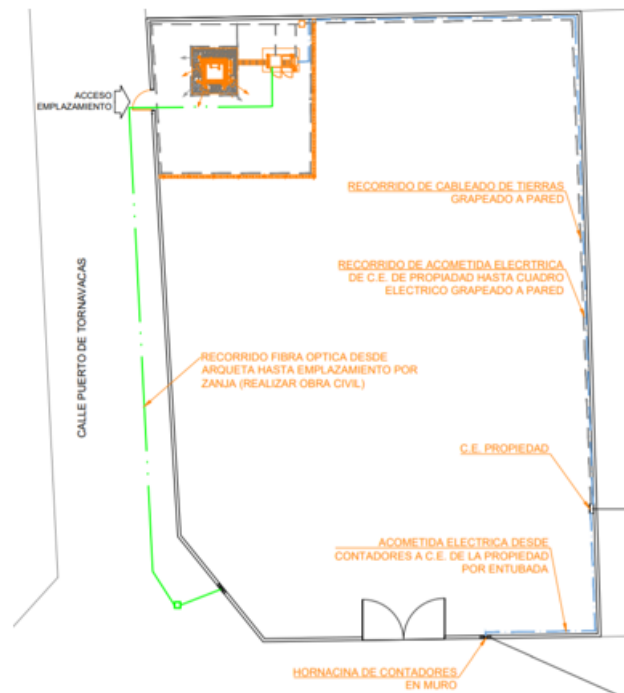 ACCESO
EMPLAZAMIENTO
RECORRIDO DE CABLEADO DE TIERRAS
GRAPEADO A PARED
RECORRIDO DE ACOMETIDA ELECRTRICA
DE C.E. DE PROPIADAD HASTA CUADRO
ELECTRICO GRAPEADO A PARED
CALLE PUERTO DE TORNAVACAS
RECORRIDO FIBRA OPTICA DESDE
ARQUETA HASTA EMPLAZAMIENTO POR
ZANJA (REALIZAR OBRA CIVIL)
C.E. PROPIEDAD
ACOMETIDA ELECTRICA DESDE
CONTADORES A C.E. DE LA PROPIEDAD
POR ENTUBADA
HORNACINA DE CONTADORES
EN MURO